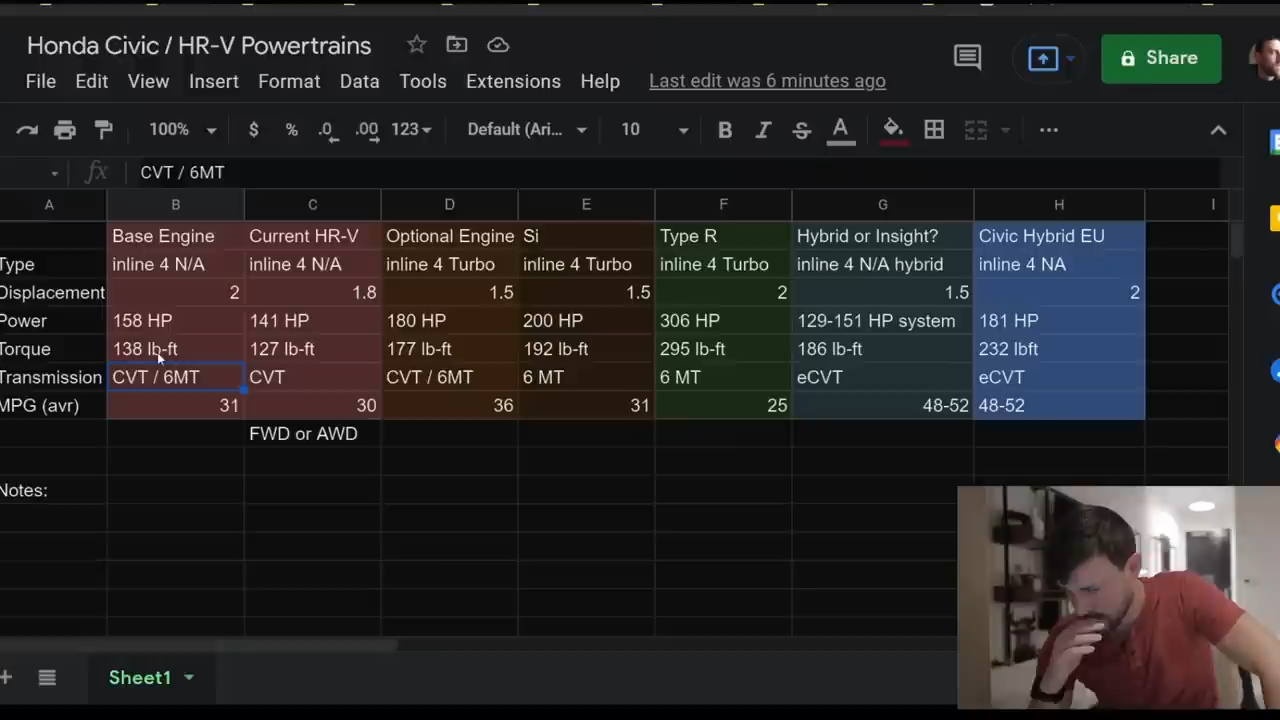 Honda Civic / HR-V Powertrains
File Edit View Insert Format Data Tools Extensions Help Last edit was 6 minutes ago
Share
100% $ % .0 .00 123 Default (Ari... 10 B I S A
fx CVT / 6MT
A B C D E F G H I
Base Engine Current HR-V Optional Engine Si Type R Hybrid or Insight? Civic Hybrid EU
Type inline 4 N/A inline 4 N/A inline 4 Turbo inline 4 Turbo inline 4 Turbo inline 4 N/A hybrid inline 4 NA
Displacement 2 1.8 1.5 1.5 2 1.5 2
Power 158 HP 141 HP 180 HP 200 HP 306 HP 129-151 HP system 181 HP
Torque 138 lb-ft 127 lb-ft 177 lb-ft 192 lb-ft 295 lb-ft 186 lb-ft 232 lbft
Transmission CVT / 6MT CVT CVT / 6MT 6 MT 6 MT eCVT eCVT
MPG (avr) 31 30 36 31 25 48-52 48-52
FWD or AWD
Notes:
Sheet1